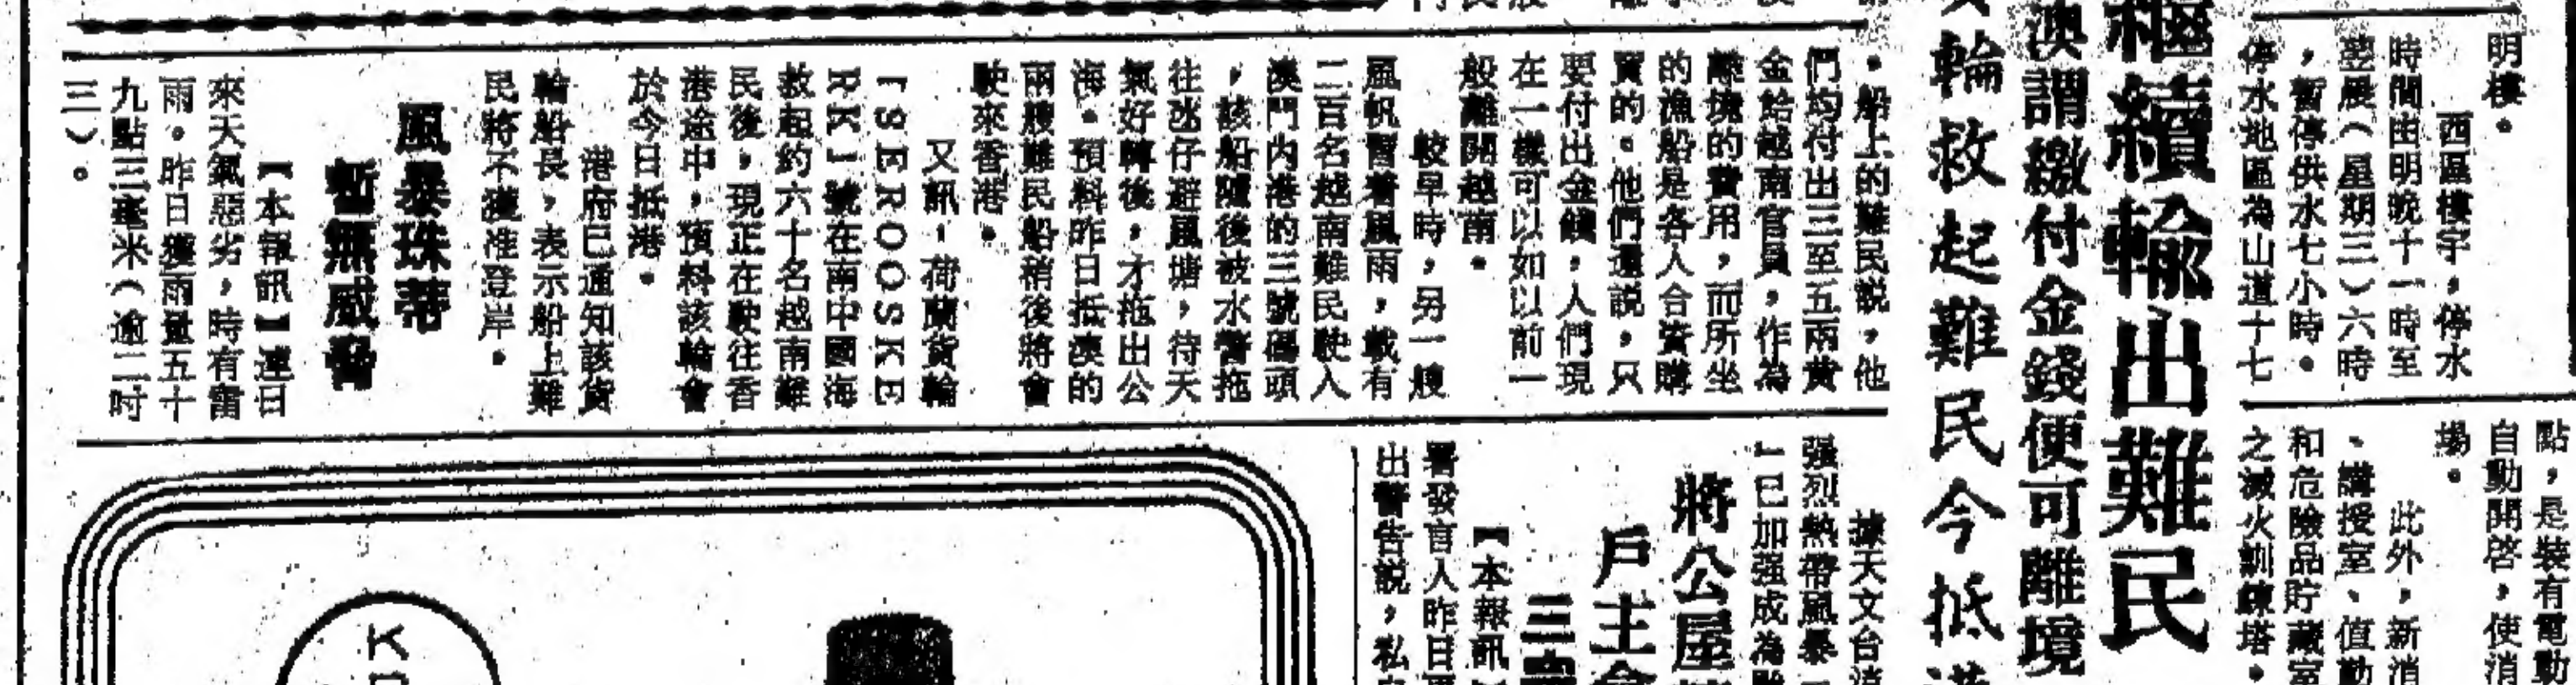 明樓。
西區樓宇,停水
時間由明晚十一時至
翌晨(星期三)六時
,暫停供水七小時。
停水地區為山道十七
繼續輸出難民
澳謂繳付金錢便可離境
輪救起難民今抵港
。船上的難民說,他
們均付出三至五兩黃
金給越南官員,作為
離境的費用,而所坐
的漁船是各人合資購
買的。他們還說,只
要付出金錢,人們現
在一樣可以如以前一
般離開越南。
較早時,另一艘
風帆冒着風雨,載有
二百名越南難民駛入
澳門內港的三號碼頭
,該船隨後被水警拖
往氹仔避風塘,待天
氣好轉後,才拖出公
海。預料昨日抵澳的
兩艘難民船稍後將會
駛來香港。
又訊,荷蘭貨輪
「SEROOSKE
RK」號在南中國海
救起約六十名越南難
民後,現正在駛往香
港途中,預料該輪會
於今日抵港。
港府已通知該貨
輪船長,表示船上難
民將不獲准登岸。
風暴珠蒂
暫無威脅
【本報訊】連日
來天氣惡劣,時有雷
雨。昨日獲雨量五十
九點三毫米(逾二吋
三)。
點,是裝有電動
自動開啓,使消
場。
此外,新消
、講授室、值勤
和危險品貯藏室
之滅火訓練塔。
據天文台消
強烈熱帶風暴
」已加强成為颱
將公屋
戶主
三
【本報訊
署發言人昨日
出警告說,私